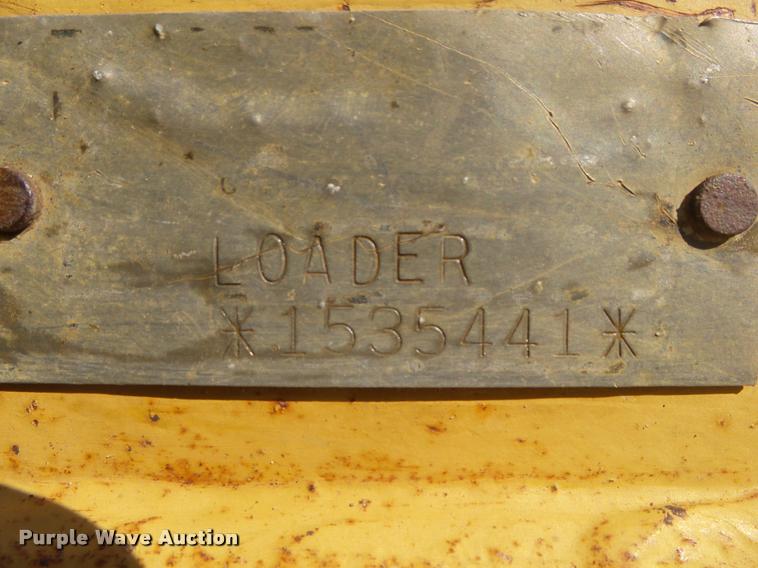 LOADER
*1535441*
Purple Wave Auction